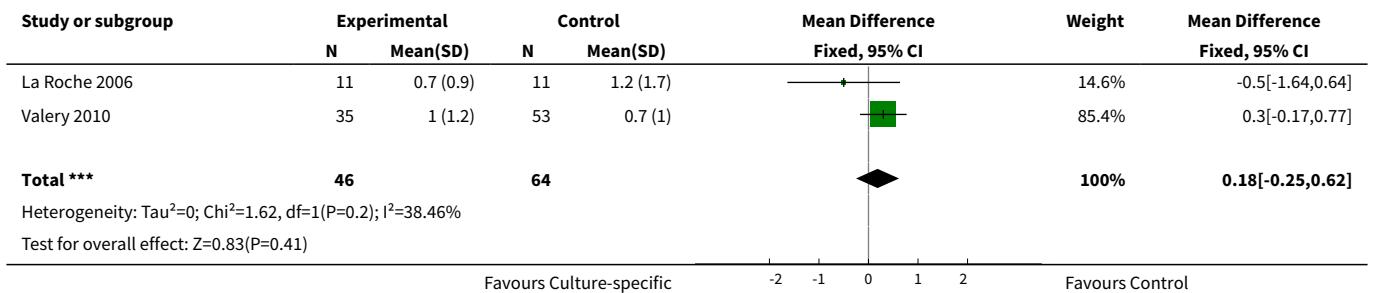 Study or subgroup Experimental Control Mean Difference Weight Mean Difference
N Mean(SD) N Mean(SD) Fixed, 95% CI Fixed, 95% CI
La Roche 2006 11 0.7 (0.9) 11 1.2 (1.7) 14.6% -0.5[-1.64,0.64]
Valery 2010 35 1 (1.2) 53 0.7 (1) 85.4% 0.3[-0.17,0.77]
Total *** 46 64 100% 0.18[-0.25,0.62]
Heterogeneity: Tau²=0; Chi²=1.62, df=1(P=0.2); I²=38.46%
Test for overall effect: Z=0.83(P=0.41)
Favours Culture-specific -2 -1 0 1 2 Favours Control